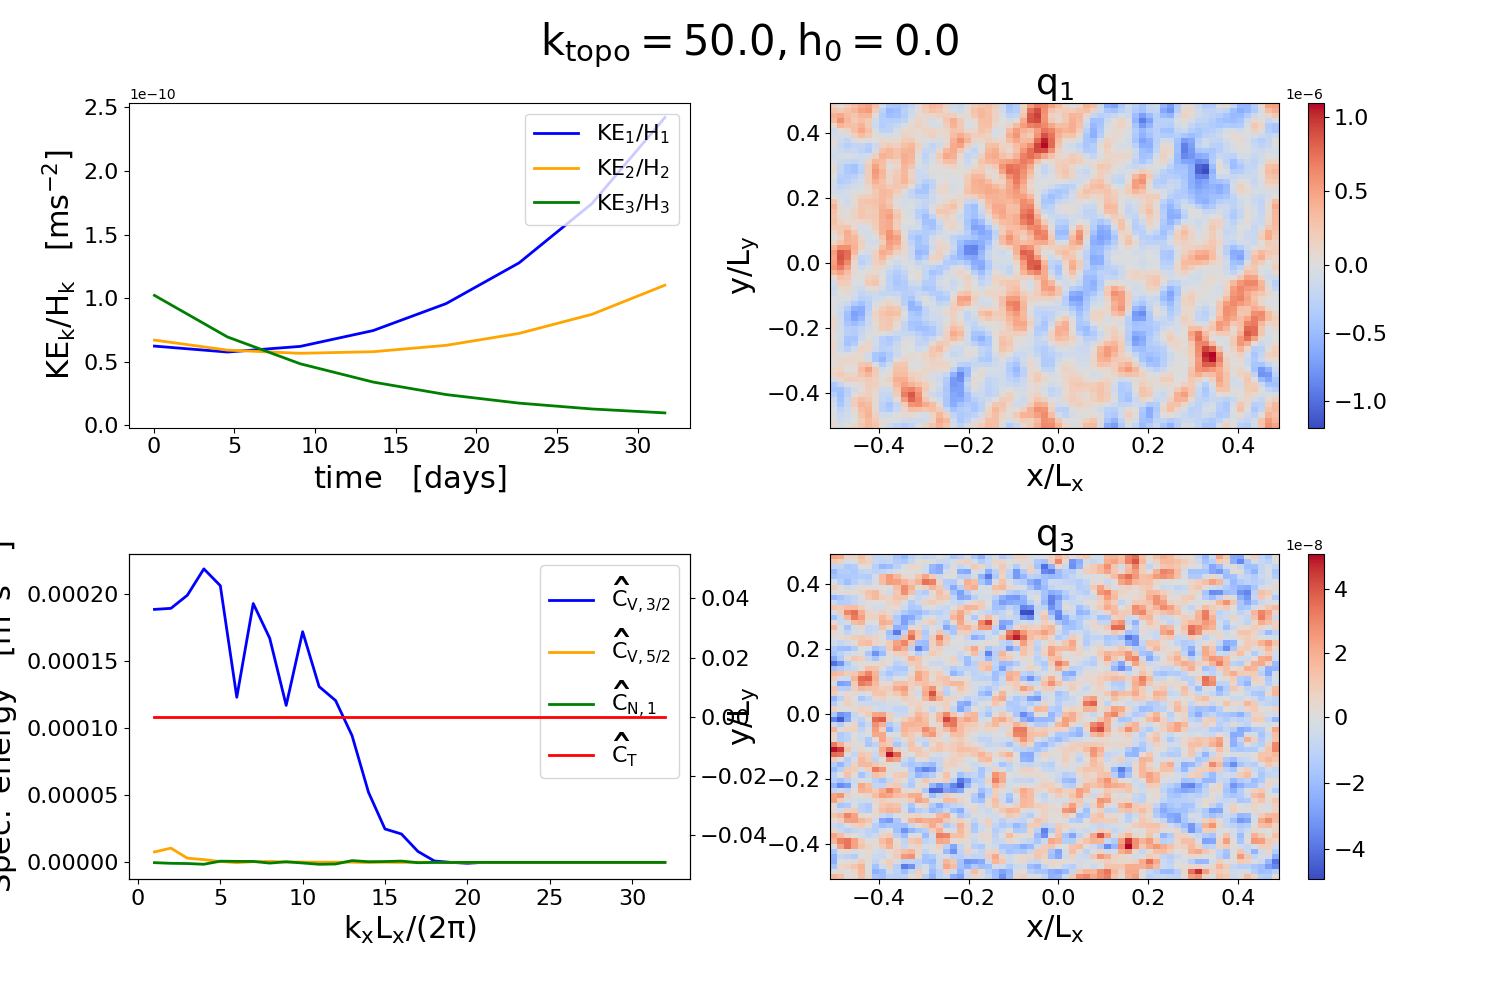 k_topo = 50.0, h_0 = 0.0
1e−10
2.5
2.0
1.5
1.0
0.5
0.0
KE_k/H_k [ms^−2]
KE_1/H_1
KE_2/H_2
KE_3/H_3
0 5 10 15 20 25 30
time [days]
q_1
1e−6
0.4
0.2
0.0
−0.2
−0.4
y/L_y
−0.4 −0.2 0.0 0.2 0.4
x/L_x
1.0
0.5
0.0
−0.5
−1.0
0.00020
0.00015
0.00010
0.00005
0.00000
Spec. energy
Ĉ_V, 3/2
Ĉ_V, 5/2
Ĉ_N, 1
Ĉ_T
0.04
0.02
0.00
−0.02
−0.04
0 5 10 15 20 25 30
k_xL_x/(2π)
q_3
1e−8
0.4
0.2
0.0
−0.2
−0.4
y/L_y
−0.4 −0.2 0.0 0.2 0.4
x/L_x
4
2
0
−2
−4